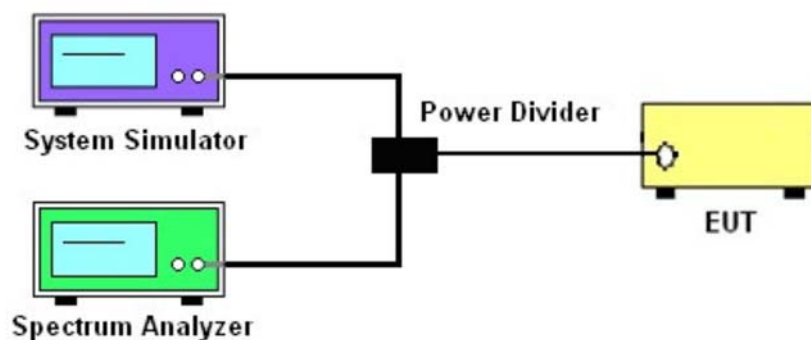 System Simulator
Power Divider
EUT
Spectrum Analyzer